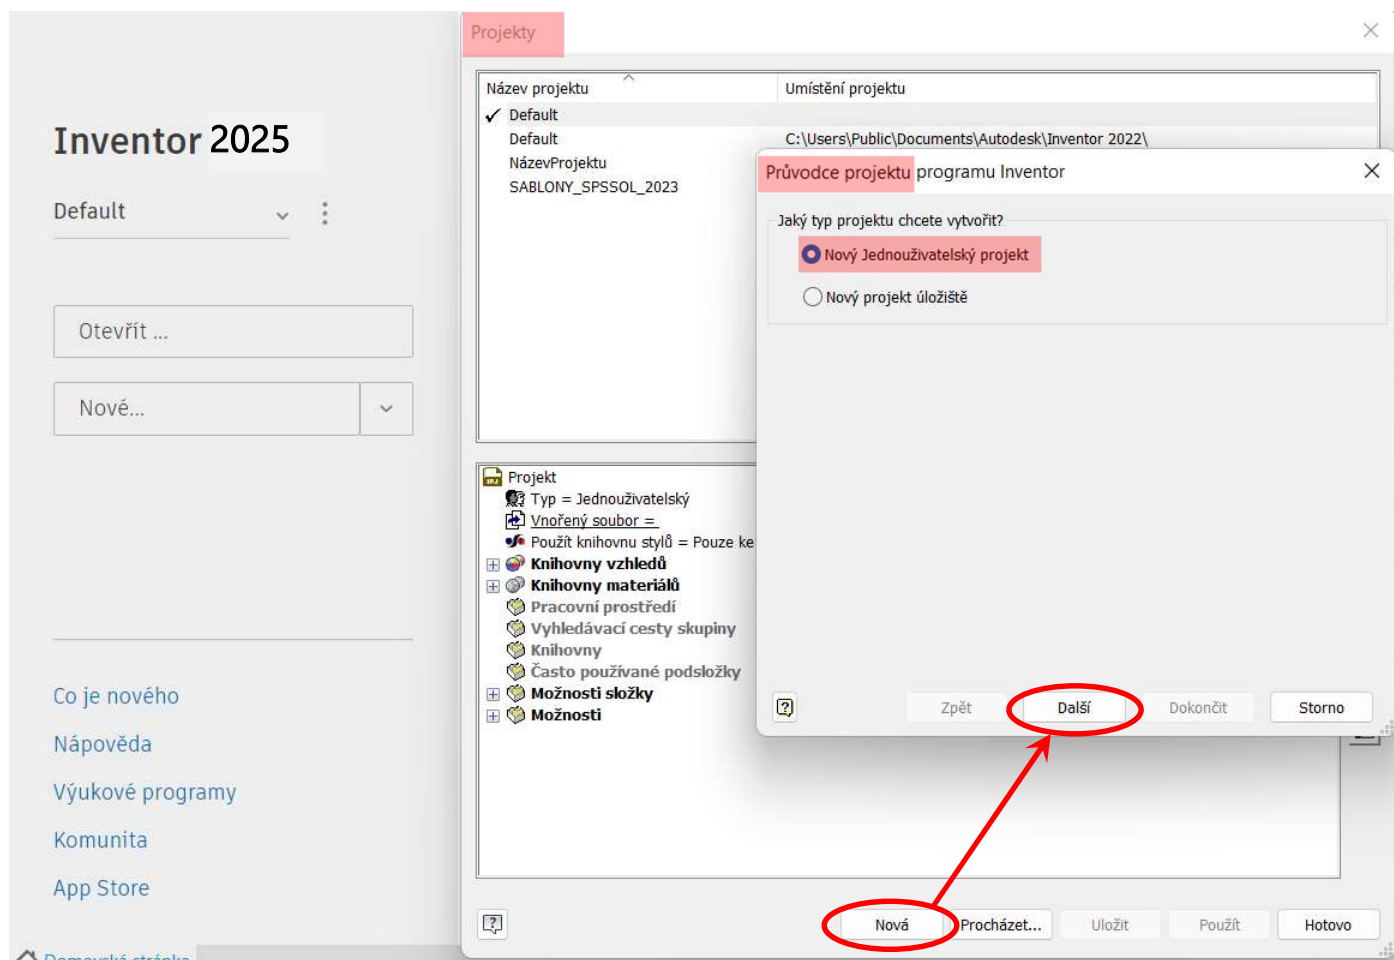 Inventor 2025
Default
Otevřít ...
Nové...
Co je nového
Nápověda
Výukové programy
Komunita
App Store
Domovská stránka
Projekty
Název projektu
Umístění projektu
Default
Default
C:\Users\Public\Documents\Autodesk\Inventor 2022\
NázevProjektu
SABLONY_SPSSOL_2023
Projekt
Typ = Jednouživatelský
Vnořený soubor =
Použít knihovnu stylů = Pouze ke
Knihovny vzhledů
Knihovny materiálů
Pracovní prostředí
Vyhledávací cesty skupiny
Knihovny
Často používané podsložky
Možnosti složky
Možnosti
Průvodce projektu programu Inventor
Jaký typ projektu chcete vytvořit?
Nový Jednouživatelský projekt
Nový projekt úložiště
Zpět
Další
Dokončit
Storno
Nová
Procházet...
Uložit
Použít
Hotovo